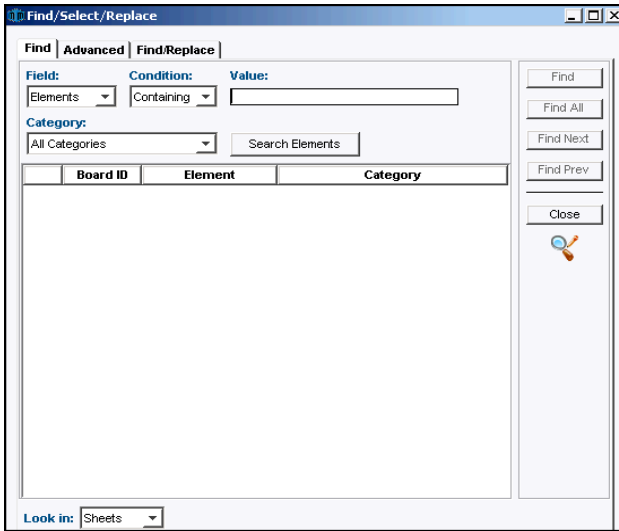 Find/Select/Replace
Find Advanced Find/Replace
Field: Condition: Value:
Elements Containing
Category:
All Categories Search Elements
Board ID Element Category
Find
Find All
Find Next
Find Prev
Close
Look in: Sheets